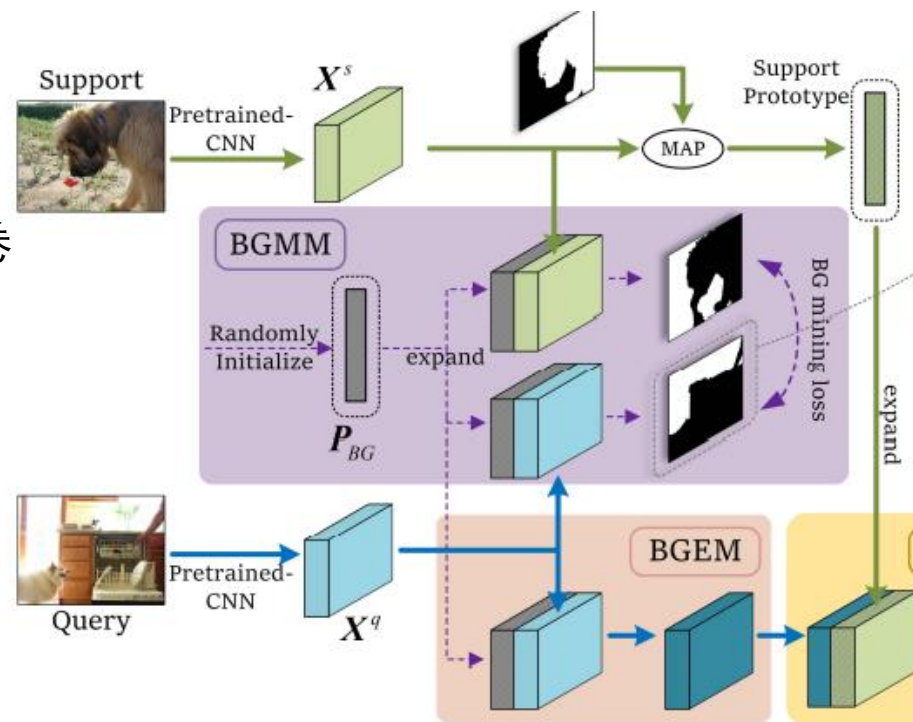 Support
Pretrained-
CNN
X^s
MAP
Support
Prototype
BGMM
Randomly
Initialize
expand
P_BG
BG mining loss
expand
Query
Pretrained-
CNN
X^q
BGEM